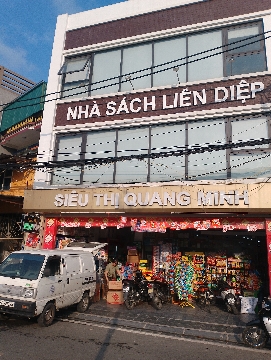 NHÀ SÁCH LIÊN DIỆP
SIÊU THỊ QUANG MINH